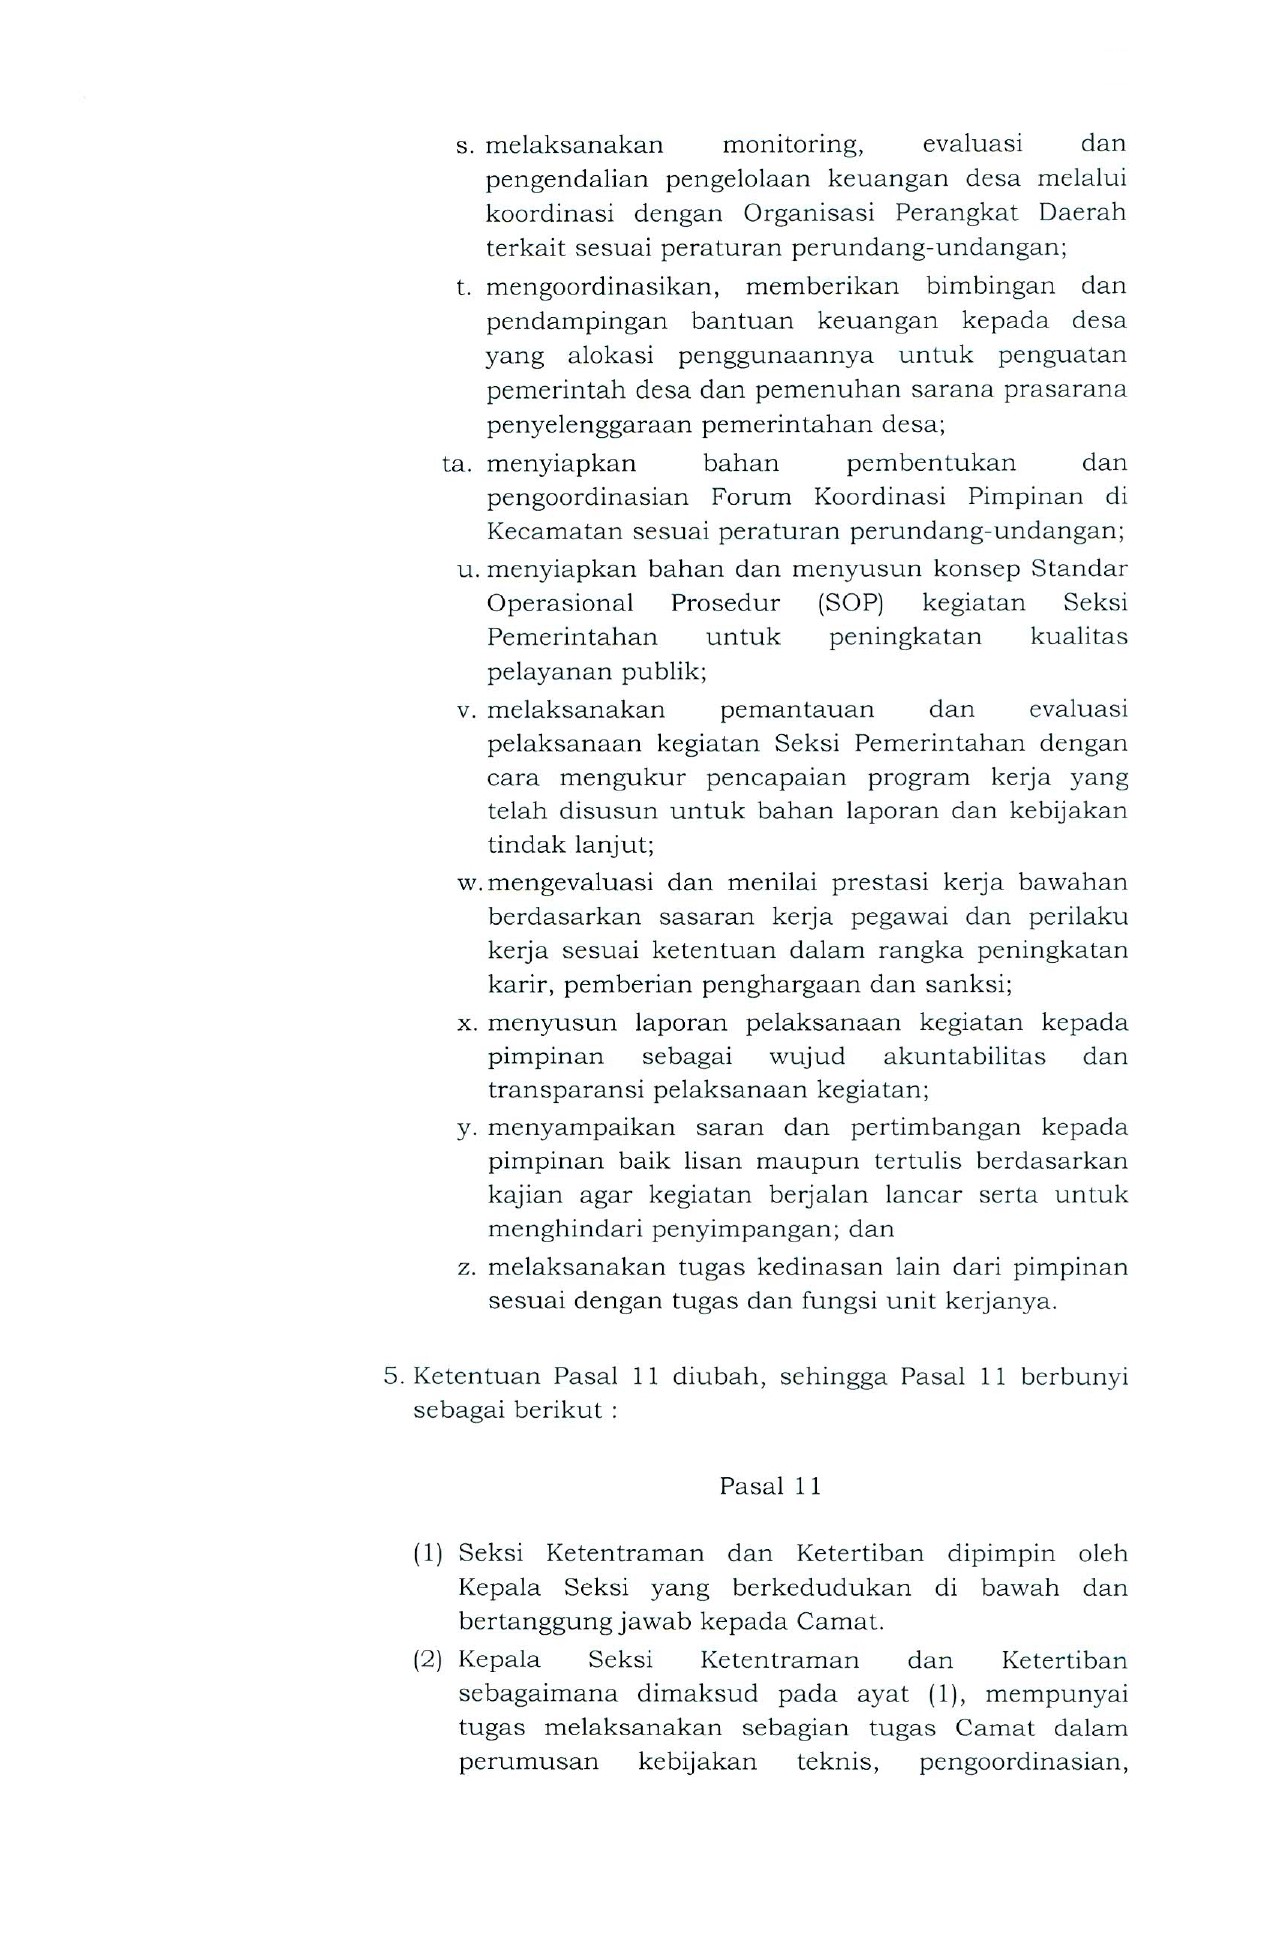 s. melaksanakan monitoring, evaluasi dan
pengendalian pengelolaan keuangan desa melalui
koordinasi dengan Organisasi Perangkat Daerah
terkait sesuai peraturan perundang-undangan;
t. mengoordinasikan, memberikan bimbingan dan
pendampingan bantuan keuangan kepada desa
yang alokasi penggunaannya untuk penguatan
pemerintah desa dan pemenuhan sarana prasarana
penyelenggaraan pemerintahan desa;
ta. menyiapkan bahan pembentukan dan
pengoordinasian Forum Koordinasi Pimpinan di
Kecamatan sesuai peraturan perundang-undangan;
u. menyiapkan bahan dan menyusun konsep Standar
Operasional Prosedur (SOP) kegiatan Seksi
Pemerintahan untuk peningkatan kualitas
pelayanan publik;
v. melaksanakan pemantauan dan evaluasi
pelaksanaan kegiatan Seksi Pemerintahan dengan
cara mengukur pencapaian program kerja yang
telah disusun untuk bahan laporan dan kebijakan
tindak lanjut;
w. mengevaluasi dan menilai prestasi kerja bawahan
berdasarkan sasaran kerja pegawai dan perilaku
kerja sesuai ketentuan dalam rangka peningkatan
karir, pemberian penghargaan dan sanksi;
x. menyusun laporan pelaksanaan kegiatan kepada
pimpinan sebagai wujud akuntabilitas dan
transparansi pelaksanaan kegiatan;
y. menyampaikan saran dan pertimbangan kepada
pimpinan baik lisan maupun tertulis berdasarkan
kajian agar kegiatan berjalan lancar serta untuk
menghindari penyimpangan; dan
z. melaksanakan tugas kedinasan lain dari pimpinan
sesuai dengan tugas dan fungsi unit kerjanya.
5. Ketentuan Pasal 11 diubah, sehingga Pasal 11 berbunyi
sebagai berikut :
Pasal 11
(1) Seksi Ketentraman dan Ketertiban dipimpin oleh
Kepala Seksi yang berkedudukan di bawah dan
bertanggung jawab kepada Camat.
(2) Kepala Seksi Ketentraman dan Ketertiban
sebagaimana dimaksud pada ayat (1), mempunyai
tugas melaksanakan sebagian tugas Camat dalam
perumusan kebijakan teknis, pengoordinasian,